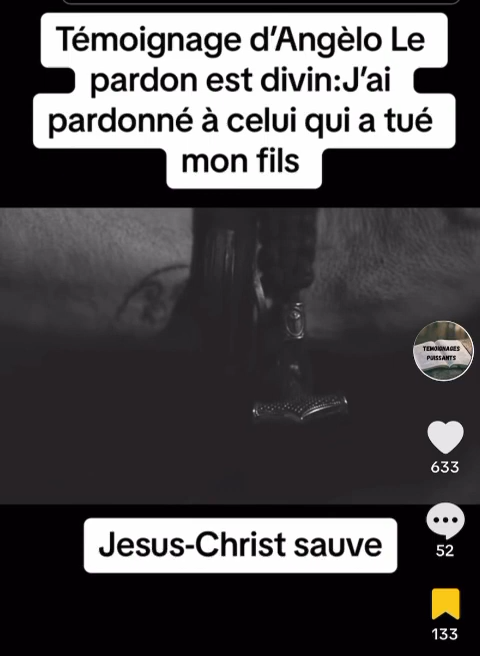 Témoignage d’Angèlo Le
pardon est divin:J’ai
pardonné à celui qui a tué
mon fils
TEMOIGNAGES
PUISSANTS
633
52
Jesus-Christ sauve
133